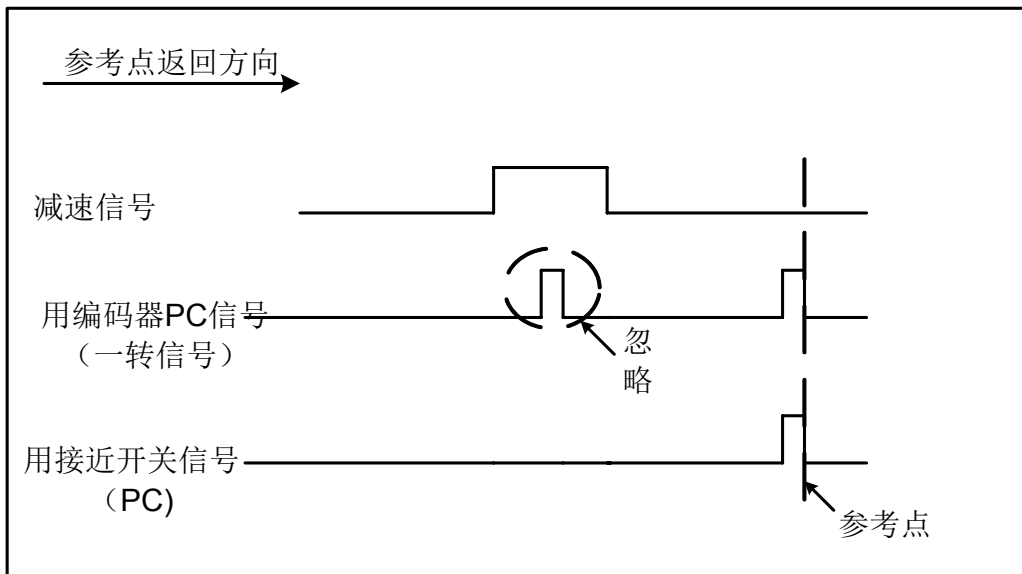 参考点返回方向
减速信号
用编码器PC信号
（一转信号）
忽
略
用接近开关信号
（PC)
参考点